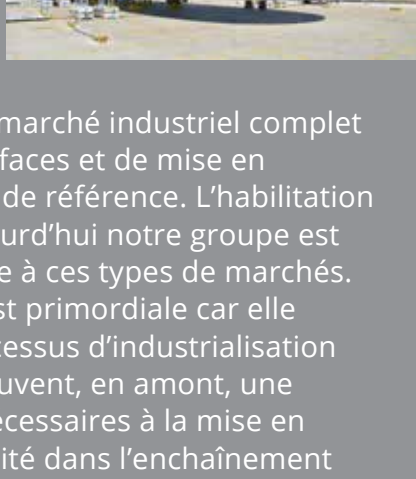 marché industriel complet
faces et de mise en
de référence. L’habilitation
urd’hui notre groupe est
e à ces types de marchés.
st primordiale car elle
cessus d’industrialisation
uvent, en amont, une
écessaires à la mise en
ité dans l’enchaînement